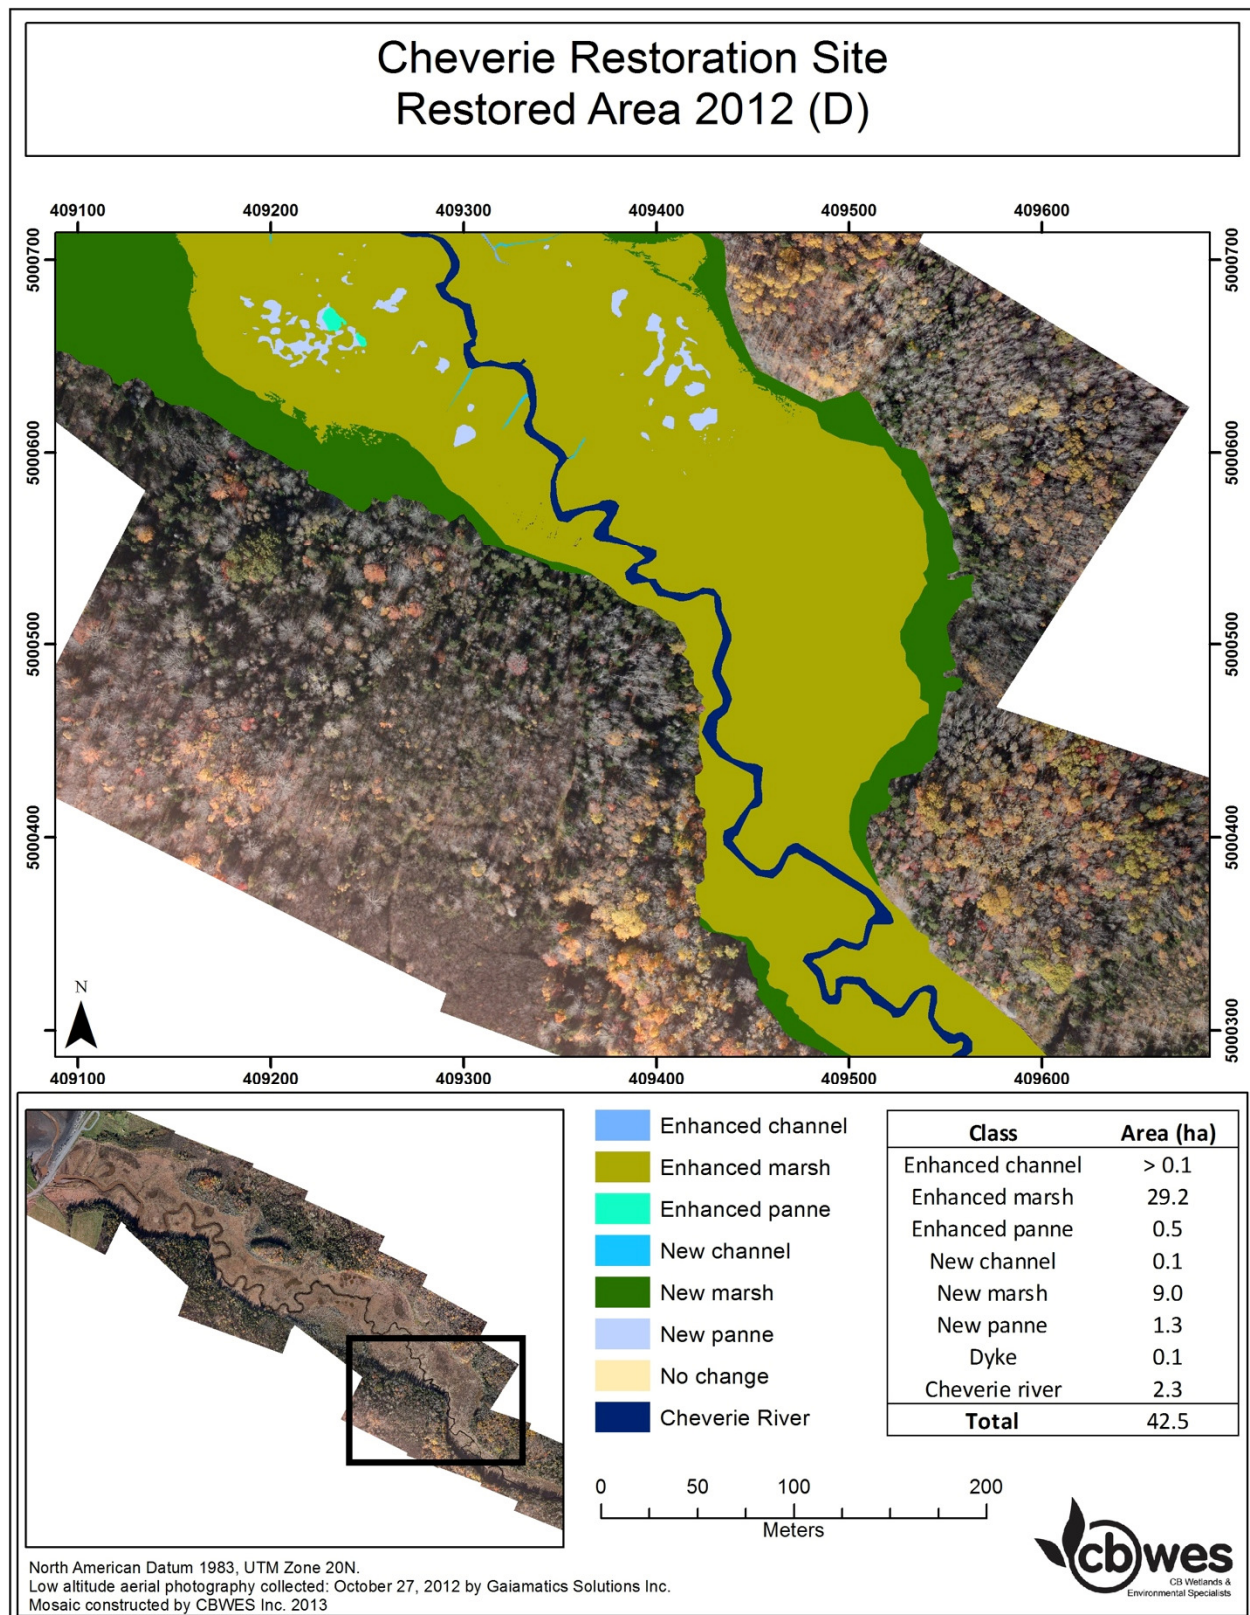 Cheverie Restoration Site
Restored Area 2012 (D)
409100 409200 409300 409400 409500 409600
5000700 5000700
5000600 5000600
5000500 5000500
5000400 5000400
5000300
N
409100 409200 409300 409400 409500 409600
Enhanced channel
Enhanced marsh
Enhanced panne
New channel
New marsh
New panne
No change
Cheverie River
Class Area (ha)
Enhanced channel > 0.1
Enhanced marsh 29.2
Enhanced panne 0.5
New channel 0.1
New marsh 9.0
New panne 1.3
Dyke 0.1
Cheverie river 2.3
Total 42.5
0 50 100 200
Meters
cbwes
CB Wetlands &
Environmental Specialists
North American Datum 1983, UTM Zone 20N.
Low altitude aerial photography collected: October 27, 2012 by Gaiamatics Solutions Inc.
Mosaic constructed by CBWES Inc. 2013